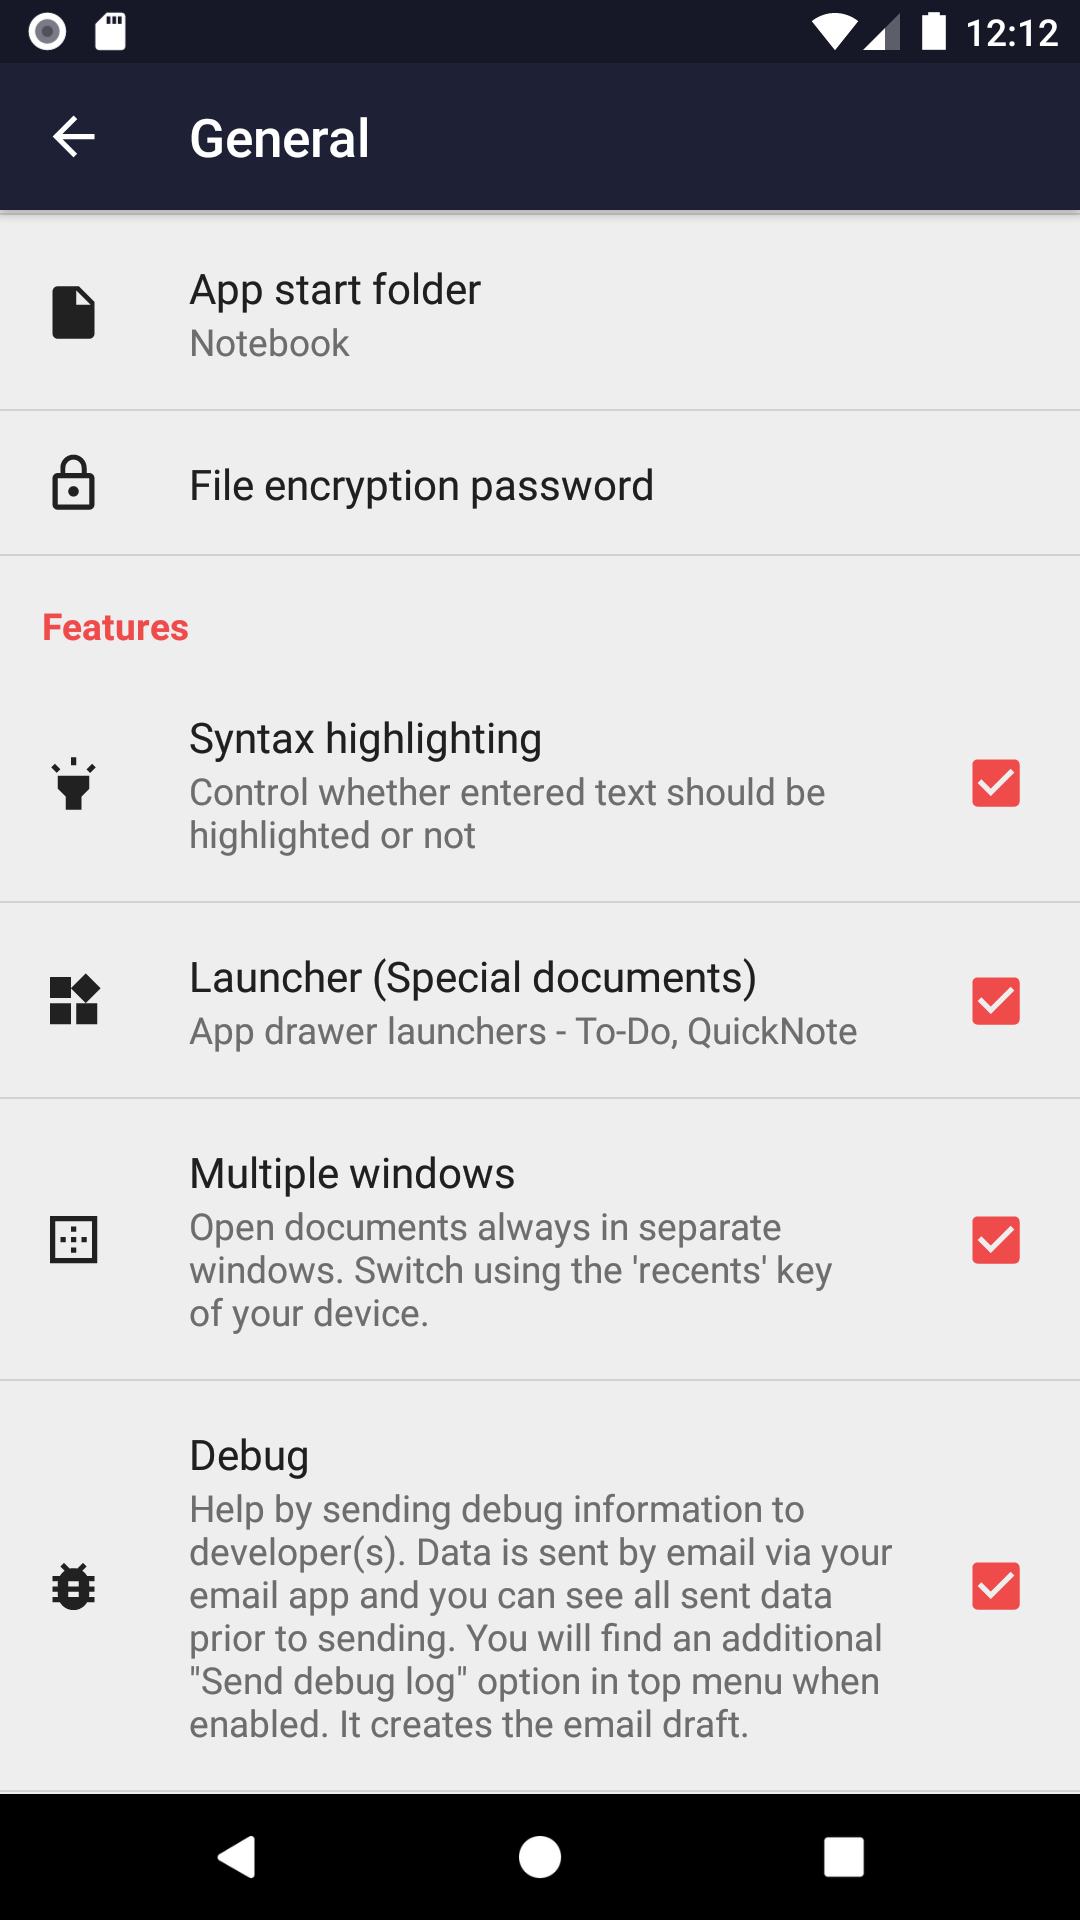 12:12
General
App start folder
Notebook
File encryption password
Features
Syntax highlighting
Control whether entered text should be
highlighted or not
Launcher (Special documents)
App drawer launchers - To-Do, QuickNote
Multiple windows
Open documents always in separate
windows. Switch using the 'recents' key
of your device.
Debug
Help by sending debug information to
developer(s). Data is sent by email via your
email app and you can see all sent data
prior to sending. You will find an additional
"Send debug log" option in top menu when
enabled. It creates the email draft.